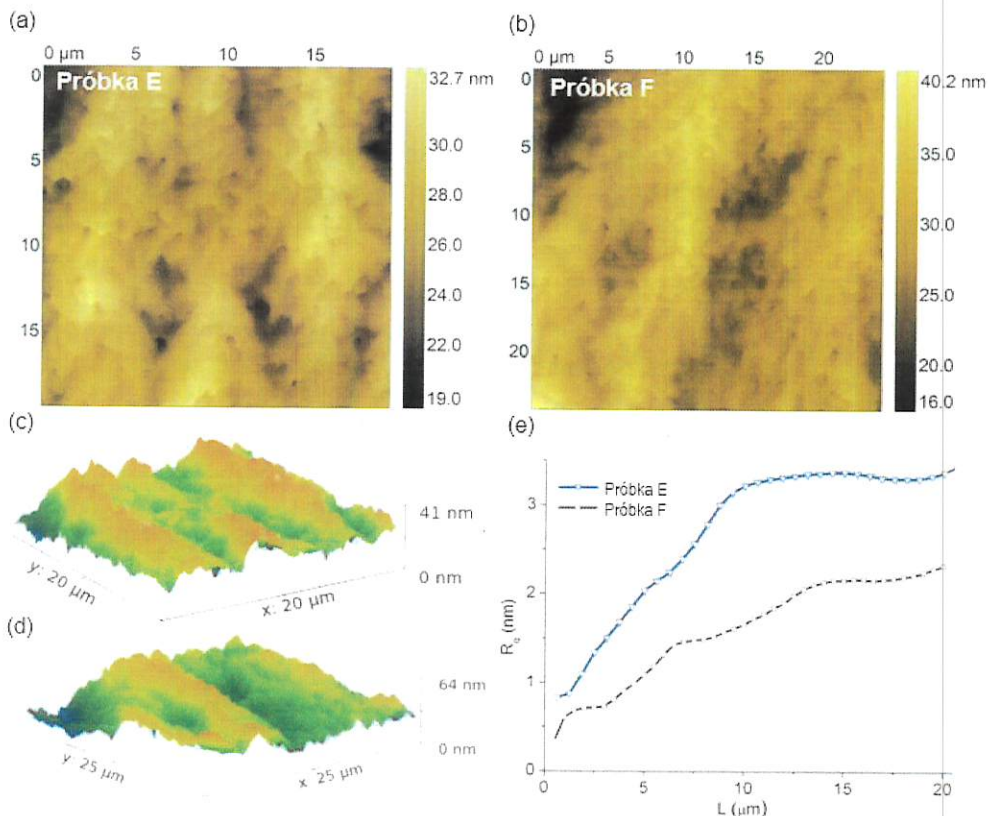 (a)
0 µm 5 10 15
Próbka E
0
5
10
15
32.7 nm
30.0
28.0
26.0
24.0
22.0
19.0
(b)
0 µm 5 10 15 20
Próbka F
0
5
10
15
20
40.2 nm
35.0
30.0
25.0
20.0
16.0
(c)
41 nm
0 nm
y: 20 µm
x: 20 µm
(d)
64 nm
0 nm
y: 25 µm
x: 25 µm
(e)
Próbka E
Próbka F
3
2
1
0
R (nm)
0 5 10 15 20
L (µm)